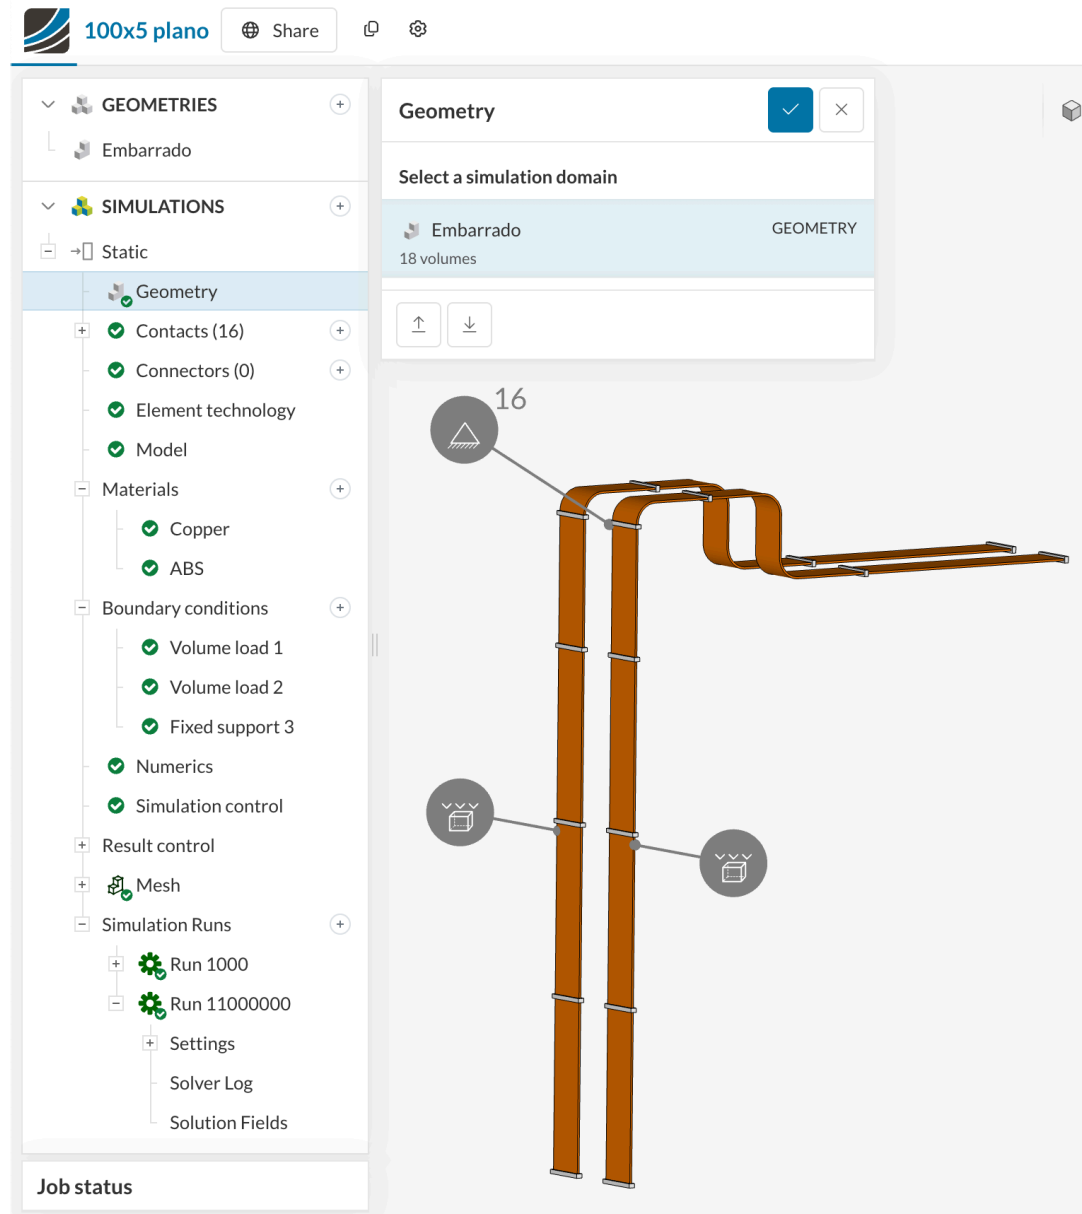 100x5 plano
Share
GEOMETRIES
Embarrado
SIMULATIONS
Static
Geometry
Contacts (16)
Connectors (0)
Element technology
Model
Materials
Copper
ABS
Boundary conditions
Volume load 1
Volume load 2
Fixed support 3
Numerics
Simulation control
Result control
Mesh
Simulation Runs
Run 1000
Run 11000000
Settings
Solver Log
Solution Fields
Job status
Geometry
Select a simulation domain
Embarrado GEOMETRY
18 volumes
16